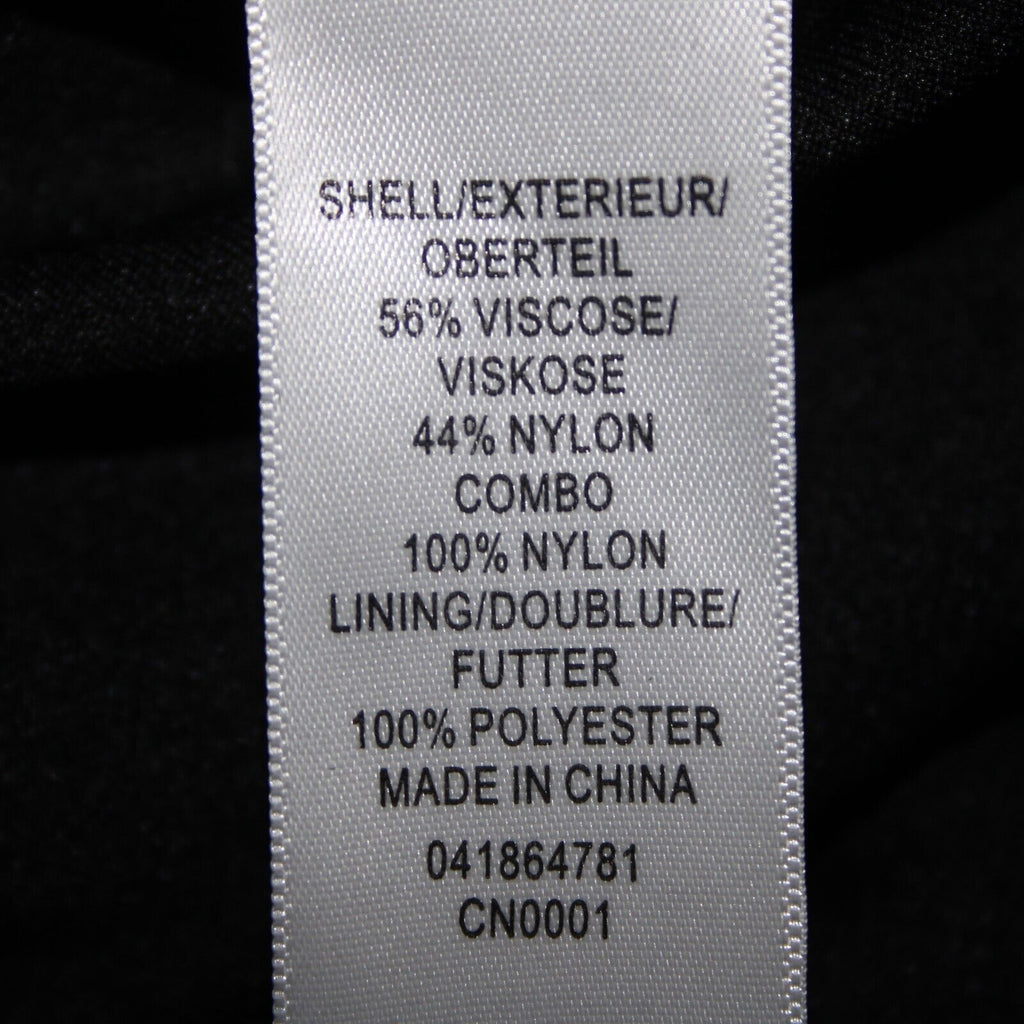 SHELL/EXTERIEUR/
OBERTEIL
56% VISCOSE/
VISKOSE
44% NYLON
COMBO
100% NYLON
LINING/DOUBLURE/
FUTTER
100% POLYESTER
MADE IN CHINA
041864781
CN0001